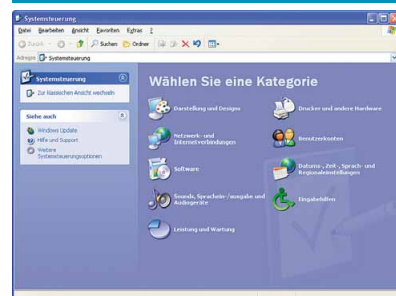 Systemsteuerung
Datei Bearbeiten Ansicht Favoriten Extras ?
Zurück Suchen Ordner
Adresse Systemsteuerung
Systemsteuerung
Zur klassischen Ansicht wechseln
Siehe auch
Windows Update
Hilfe und Support
Weitere
Systemsteuerungsoptionen
Wählen Sie eine Kategorie
Darstellung und Designs
Drucker und andere Hardware
Netzwerk- und
Internetverbindungen
Benutzerkonten
Software
Datums-, Zeit-, Sprach- und
Regionaleinstellungen
Sounds, Sprachein-/ausgabe und
Audiogeräte
Eingabehilfen
Leistung und Wartung